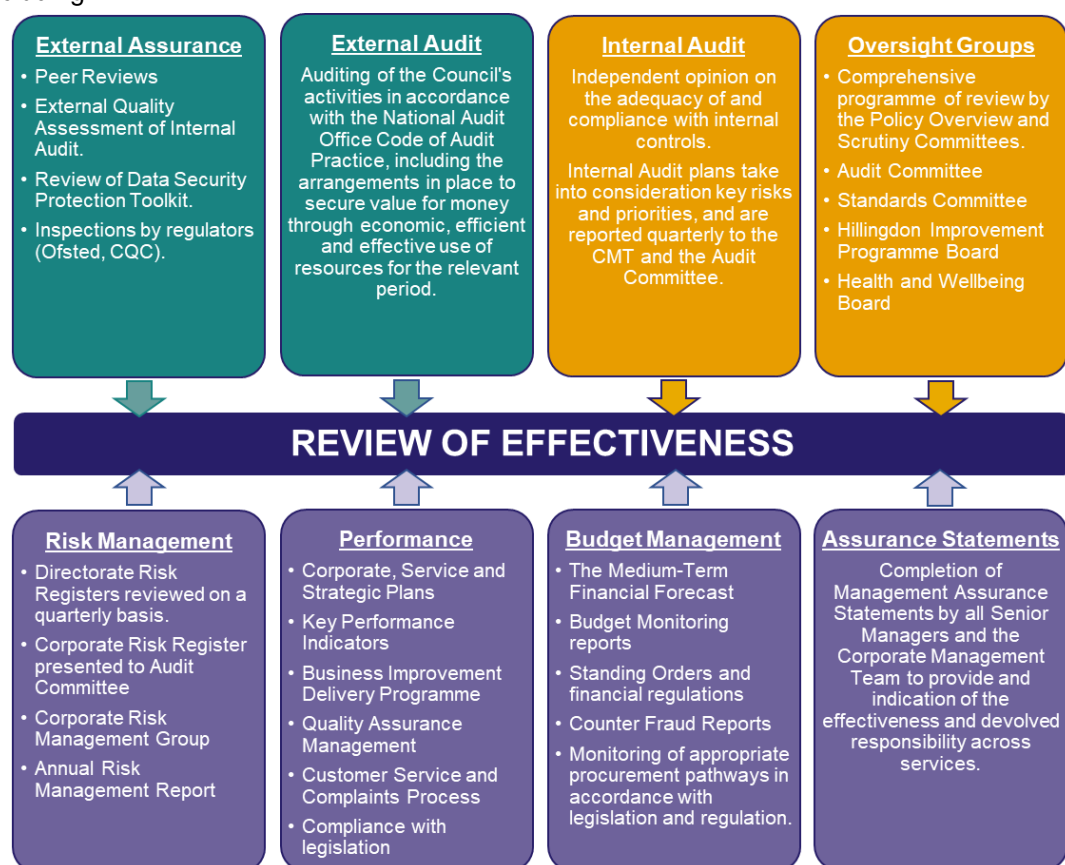 External Assurance
• Peer Reviews
• External Quality
Assessment of Internal
Audit.
• Review of Data Security
Protection Toolkit.
• Inspections by regulators
(Ofsted, CQC).
External Audit
Auditing of the Council's
activities in accordance
with the National Audit
Office Code of Audit
Practice, including the
arrangements in place to
secure value for money
through economic, efficient
and effective use of
resources for the relevant
period.
Internal Audit
Independent opinion on
the adequacy of and
compliance with internal
controls.
Internal Audit plans take
into consideration key risks
and priorities, and are
reported quarterly to the
CMT and the Audit
Committee.
Oversight Groups
• Comprehensive
programme of review by
the Policy Overview and
Scrutiny Committees.
• Audit Committee
• Standards Committee
• Hillingdon Improvement
Programme Board
• Health and Wellbeing
Board
REVIEW OF EFFECTIVENESS
Risk Management
• Directorate Risk
Registers reviewed on a
quarterly basis.
• Corporate Risk Register
presented to Audit
Committee
• Corporate Risk
Management Group
• Annual Risk
Management Report
Performance
• Corporate, Service and
Strategic Plans
• Key Performance
Indicators
• Business Improvement
Delivery Programme
• Quality Assurance
Management
• Customer Service and
Complaints Process
• Compliance with
legislation
Budget Management
• The Medium-Term
Financial Forecast
• Budget Monitoring
reports
• Standing Orders and
financial regulations
• Counter Fraud Reports
• Monitoring of appropriate
procurement pathways in
accordance with
legislation and regulation.
Assurance Statements
Completion of
Management Assurance
Statements by all Senior
Managers and the
Corporate Management
Team to provide and
indication of the
effectiveness and devolved
responsibility across
services.